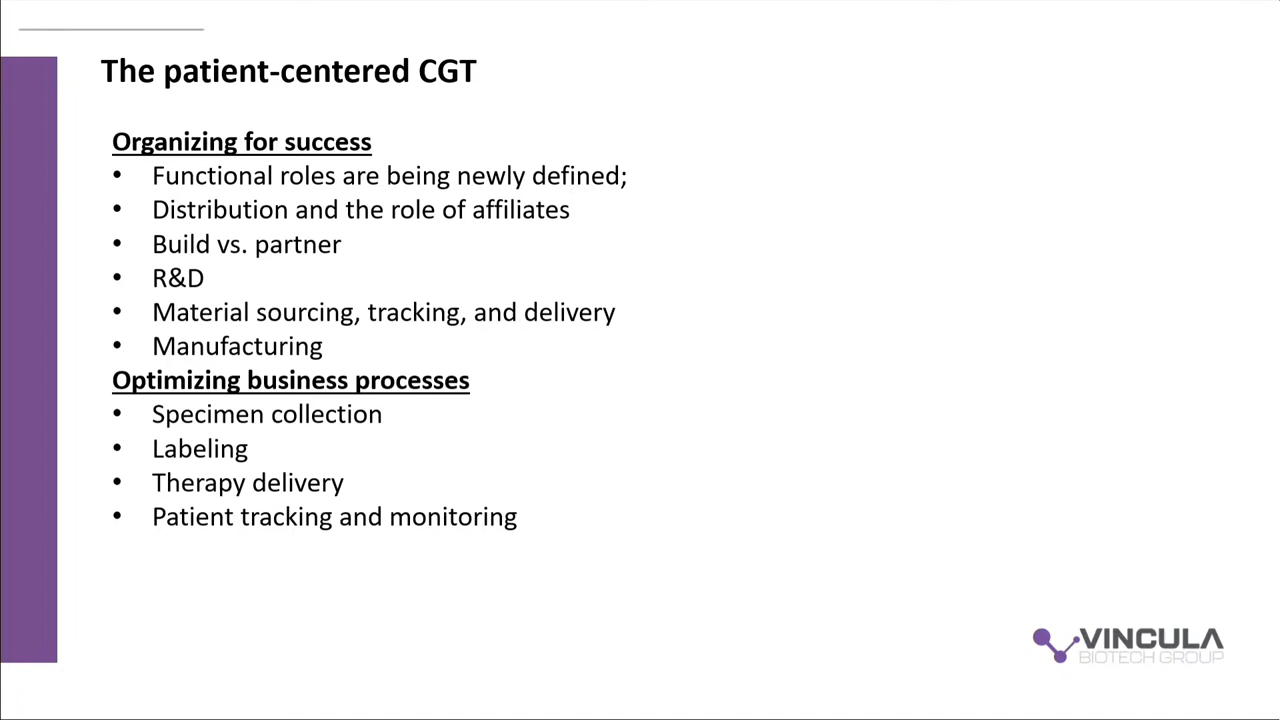 The patient-centered CGT
Organizing for success
• Functional roles are being newly defined;
• Distribution and the role of affiliates
• Build vs. partner
• R&D
• Material sourcing, tracking, and delivery
• Manufacturing
Optimizing business processes
• Specimen collection
• Labeling
• Therapy delivery
• Patient tracking and monitoring
VINCULA
BIOTECH GROUP